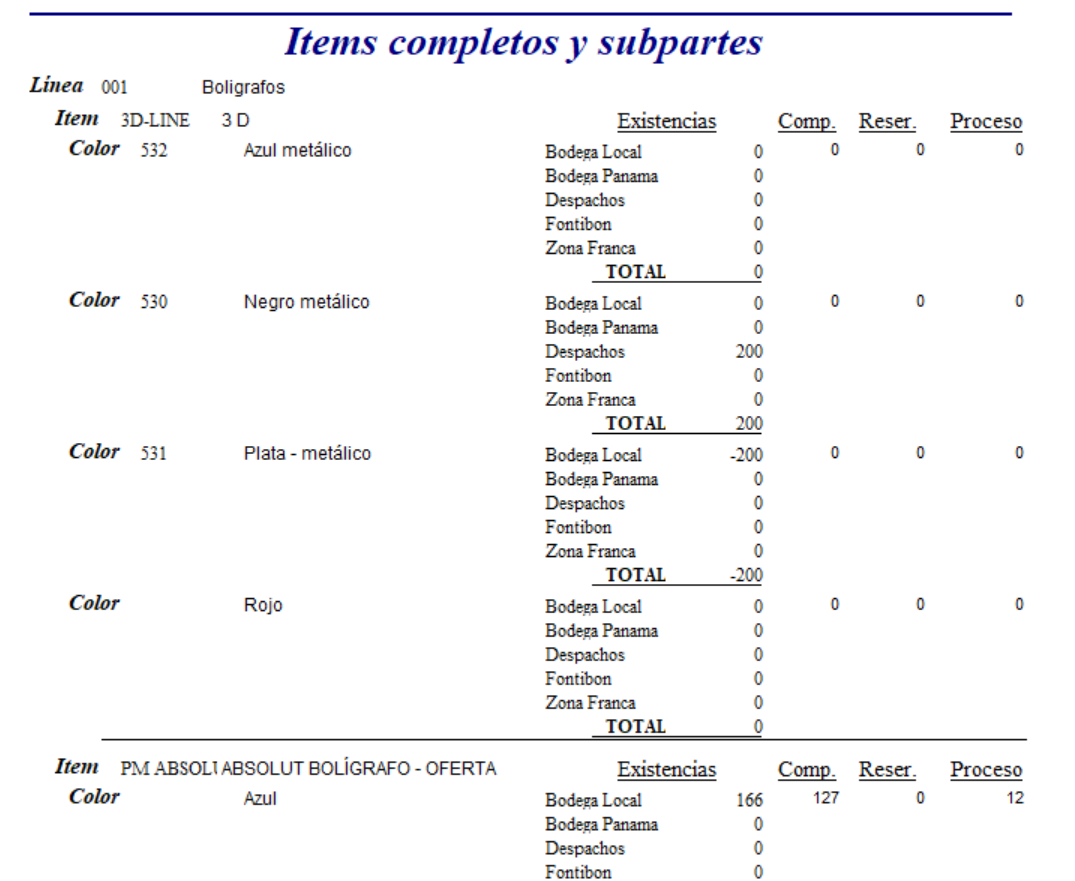 Items completos y subpartes
Línea 001 Boligrafos
Item 3D-LINE 3 D Existencias Comp. Reser. Proceso
Color 532 Azul metálico Bodega Local 0 0 0 0
Bodega Panama 0
Despachos 0
Fontibon 0
Zona Franca 0
TOTAL 0
Color 530 Negro metálico Bodega Local 0 0 0 0
Bodega Panama 0
Despachos 200
Fontibon 0
Zona Franca 0
TOTAL 200
Color 531 Plata - metálico Bodega Local -200 0 0 0
Bodega Panama 0
Despachos 0
Fontibon 0
Zona Franca 0
TOTAL -200
Color Rojo Bodega Local 0 0 0 0
Bodega Panama 0
Despachos 0
Fontibon 0
Zona Franca 0
TOTAL 0
Item PM ABSOLU ABSOLUT BOLÍGRAFO - OFERTA Existencias Comp. Reser. Proceso
Color Azul Bodega Local 166 127 0 12
Bodega Panama 0
Despachos 0
Fontibon 0